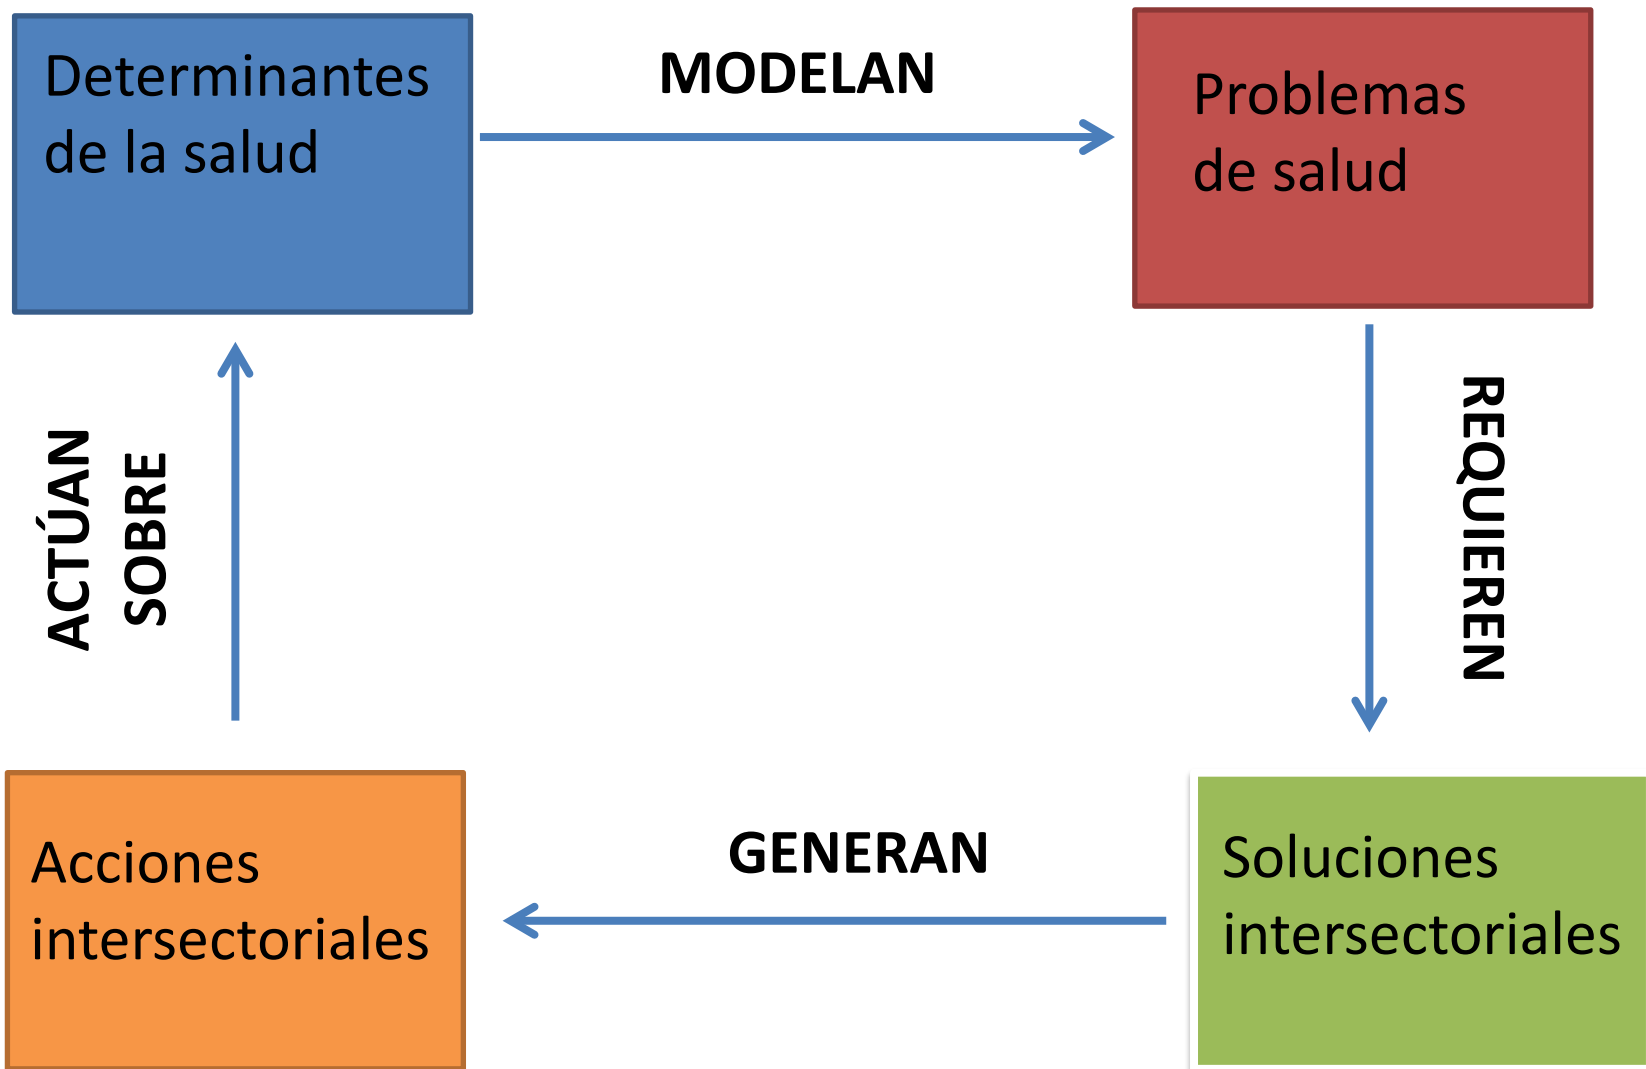 Determinantes
de la salud
MODELAN
Problemas
de salud
REQUIEREN
Soluciones
intersectoriales
GENERAN
Acciones
intersectoriales
ACTÚAN
SOBRE